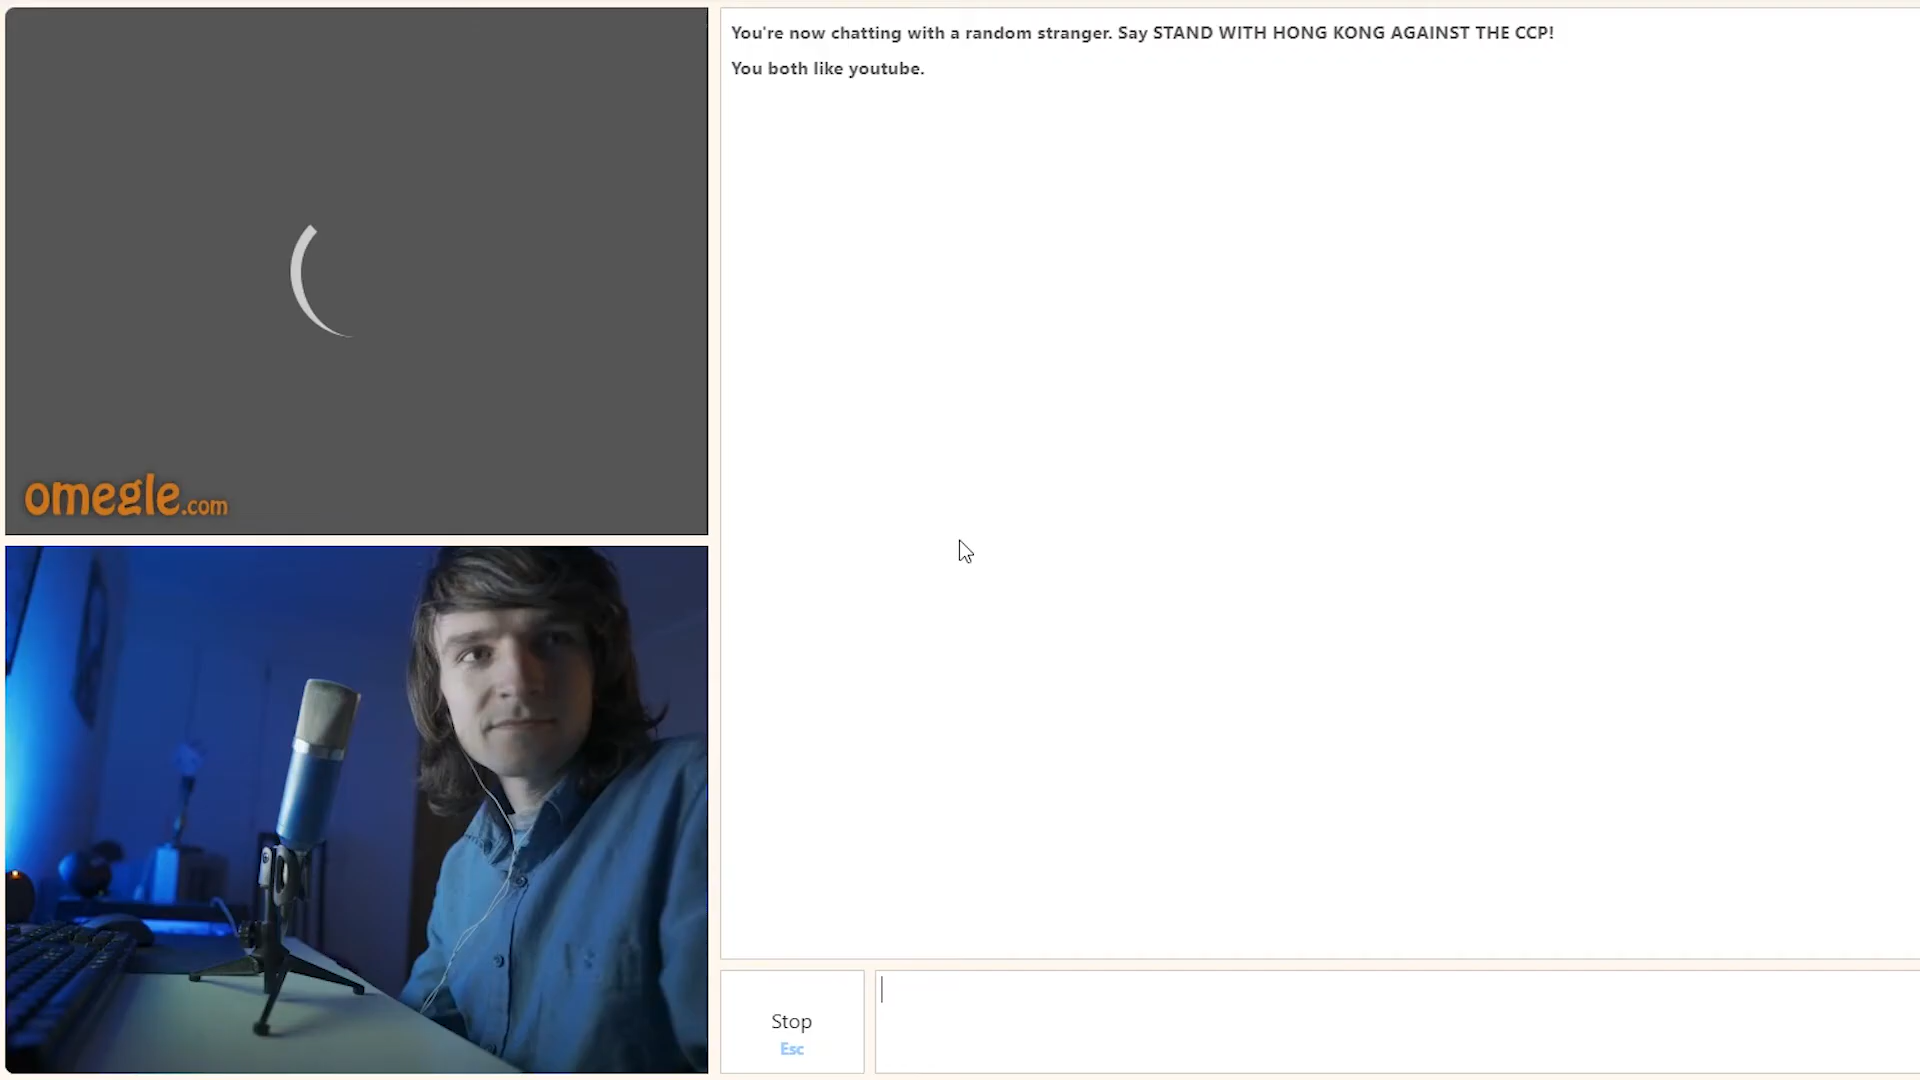 You're now chatting with a random stranger. Say STAND WITH HONG KONG AGAINST THE CCP!
You both like youtube.
omegle.com
Stop
Esc